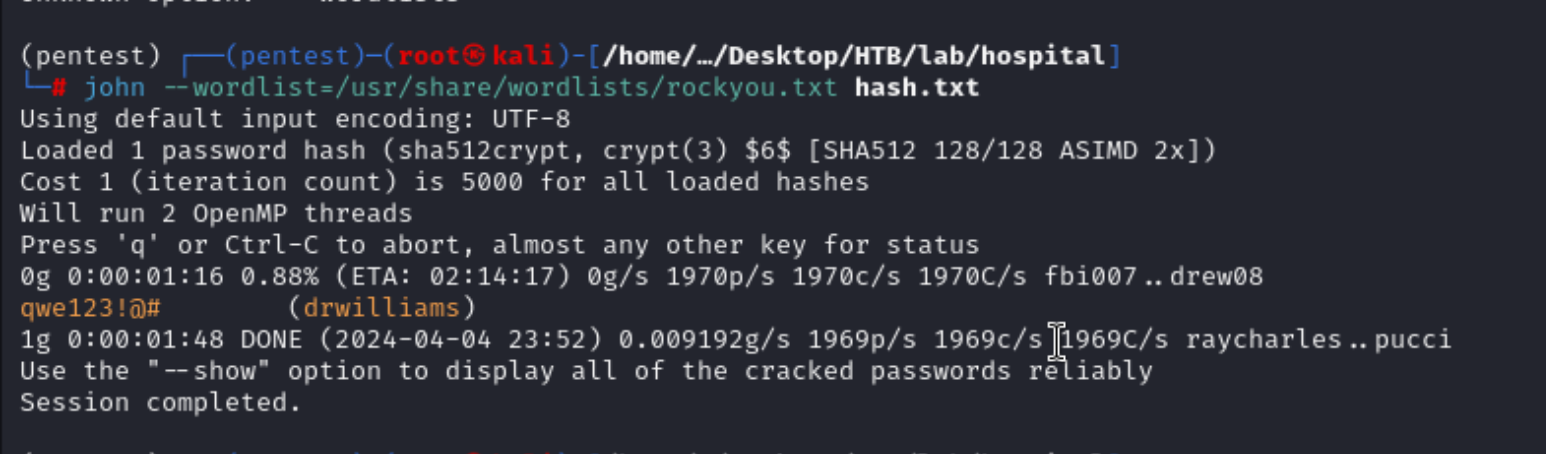 (pentest) ┌──(pentest)─(root㉿kali)-[/home/…/Desktop/HTB/lab/hospital]
└─# john --wordlist=/usr/share/wordlists/rockyou.txt hash.txt
Using default input encoding: UTF-8
Loaded 1 password hash (sha512crypt, crypt(3) $6$ [SHA512 128/128 ASIMD 2x])
Cost 1 (iteration count) is 5000 for all loaded hashes
Will run 2 OpenMP threads
Press 'q' or Ctrl-C to abort, almost any other key for status
0g 0:00:01:16 0.88% (ETA: 02:14:17) 0g/s 1970p/s 1970c/s 1970C/s fbi007..drew08
qwe123!@#        (drwilliams)
1g 0:00:01:48 DONE (2024-04-04 23:52) 0.009192g/s 1969p/s 1969c/s 1969C/s raycharles..pucci
Use the "--show" option to display all of the cracked passwords reliably
Session completed.